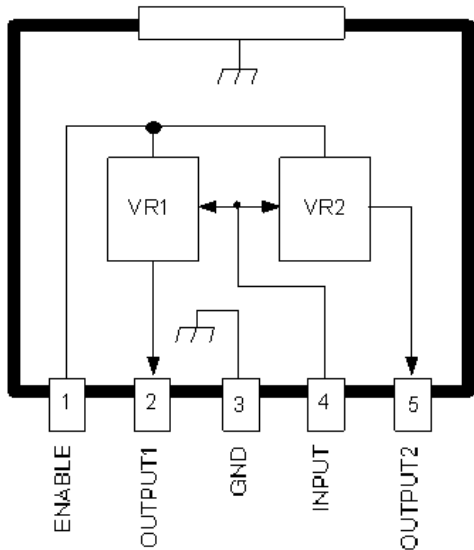 VR1
VR2
1
2
3
4
5
ENABLE
OUTPUT1
GND
INPUT
OUTPUT2